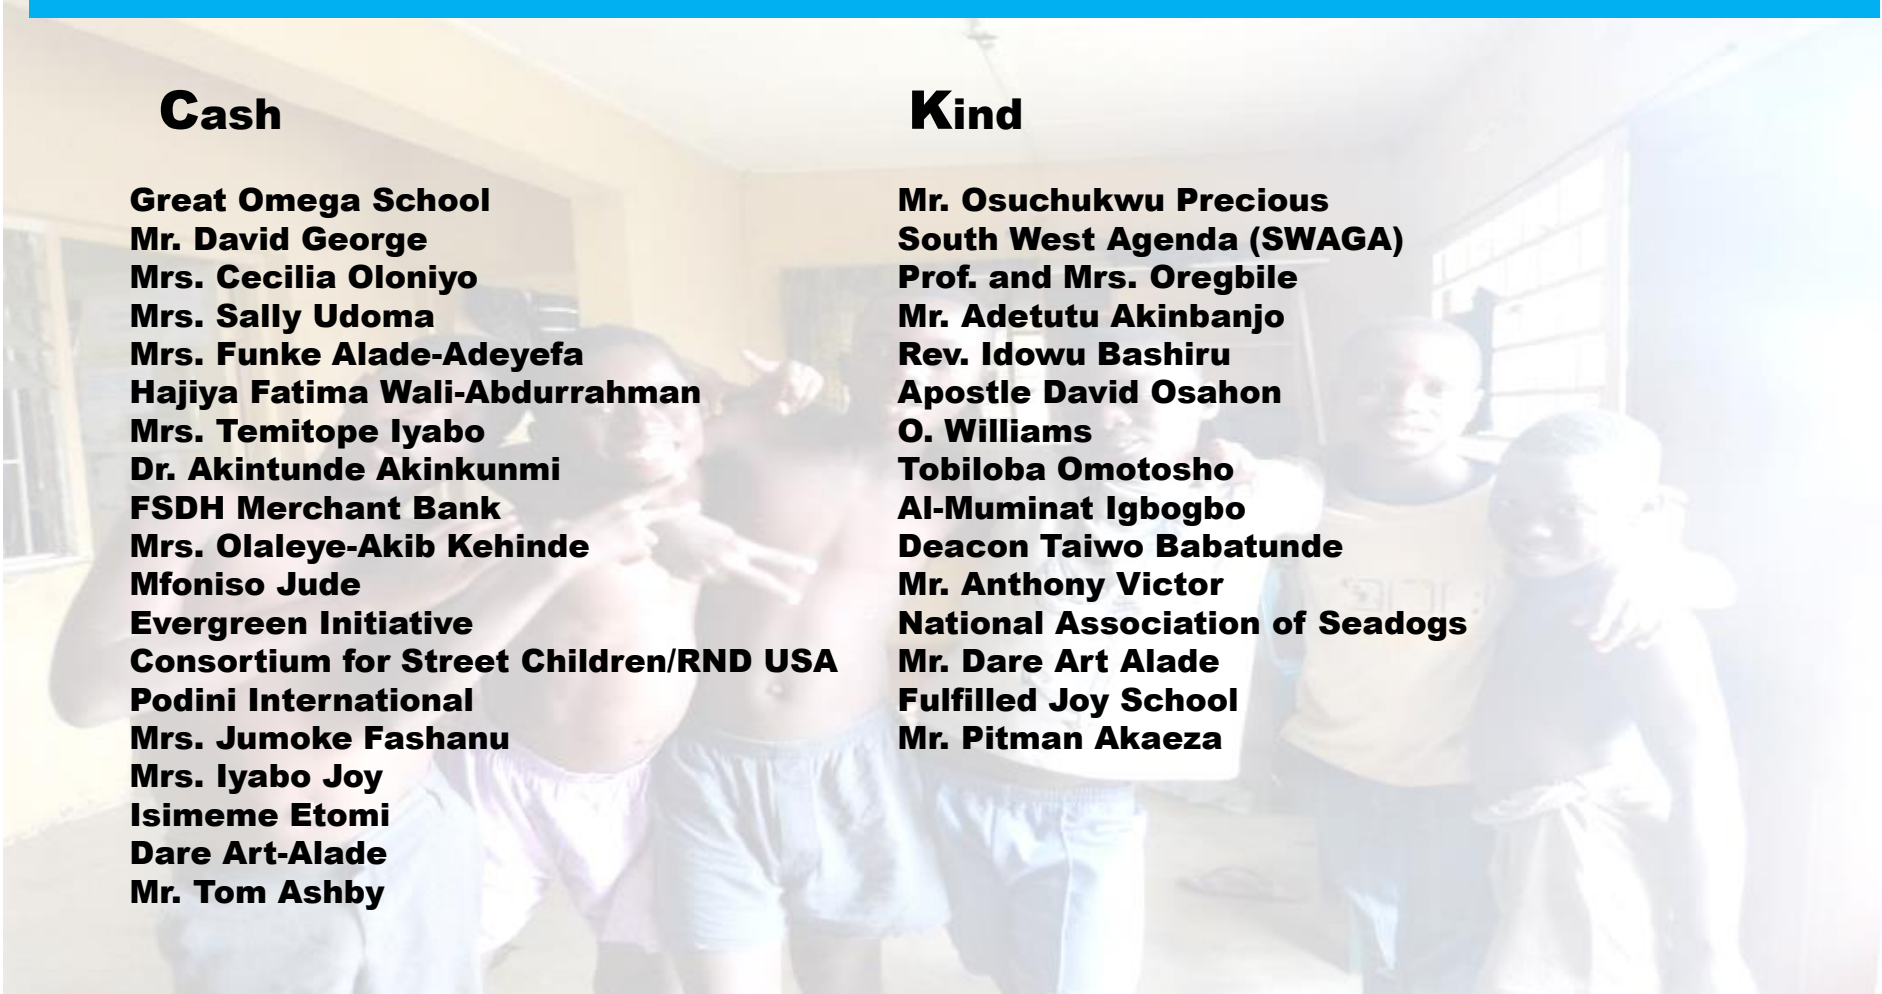 Cash
Great Omega School
Mr. David George
Mrs. Cecilia Oloniyo
Mrs. Sally Udoma
Mrs. Funke Alade-Adeyefa
Hajiya Fatima Wali-Abdurrahman
Mrs. Temitope Iyabo
Dr. Akintunde Akinkunmi
FSDH Merchant Bank
Mrs. Olaleye-Akib Kehinde
Mfoniso Jude
Evergreen Initiative
Consortium for Street Children/RND USA
Podini International
Mrs. Jumoke Fashanu
Mrs. Iyabo Joy
Isimeme Etomi
Dare Art-Alade
Mr. Tom Ashby
Kind
Mr. Osuchukwu Precious
South West Agenda (SWAGA)
Prof. and Mrs. Oregbile
Mr. Adetutu Akinbanjo
Rev. Idowu Bashiru
Apostle David Osahon
O. Williams
Tobiloba Omotosho
Al-Muminat Igbogbo
Deacon Taiwo Babatunde
Mr. Anthony Victor
National Association of Seadogs
Mr. Dare Art Alade
Fulfilled Joy School
Mr. Pitman Akaeza